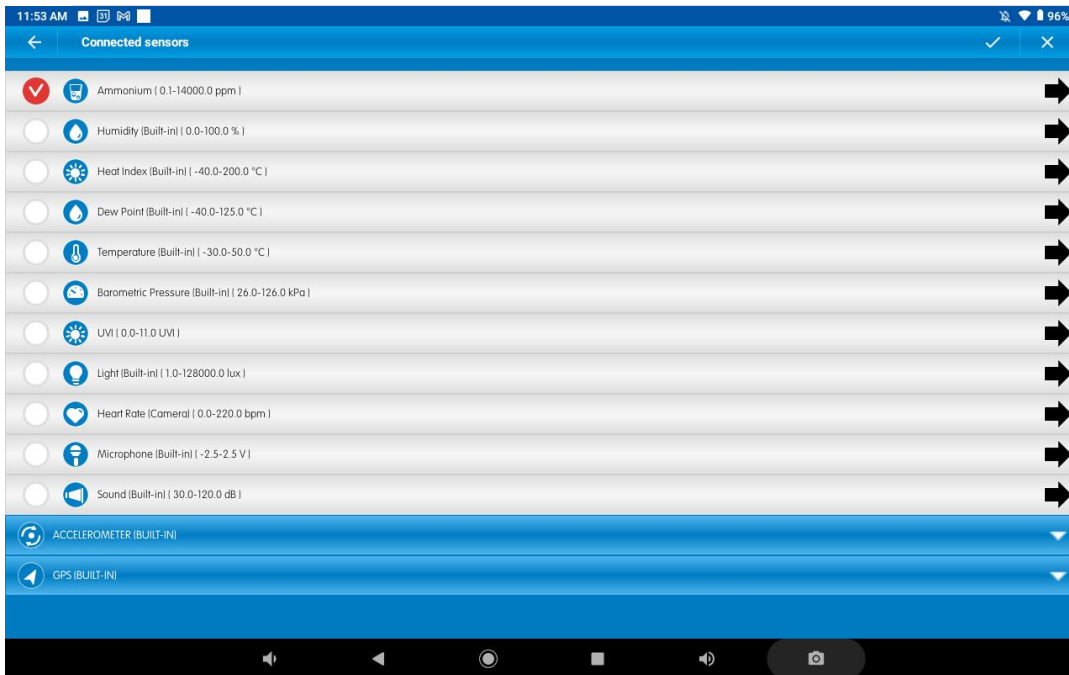 11:53 AM 31 96%
Connected sensors
Ammonium ( 0.1-14000.0 ppm )
Humidity (Built-in) ( 0.0-100.0 % )
Heat Index (Built-in) ( -40.0-200.0 °C )
Dew Point (Built-in) ( -40.0-125.0 °C )
Temperature (Built-in) ( -30.0-50.0 °C )
Barometric Pressure (Built-in) ( 26.0-126.0 kPa )
UVI ( 0.0-11.0 UVI )
Light (Built-in) ( 1.0-128000.0 lux )
Heart Rate (Camera) ( 0.0-220.0 bpm )
Microphone (Built-in) ( -2.5-2.5 V )
Sound (Built-in) ( 30.0-120.0 dB )
ACCELEROMETER (BUILT-IN)
GPS (BUILT-IN)